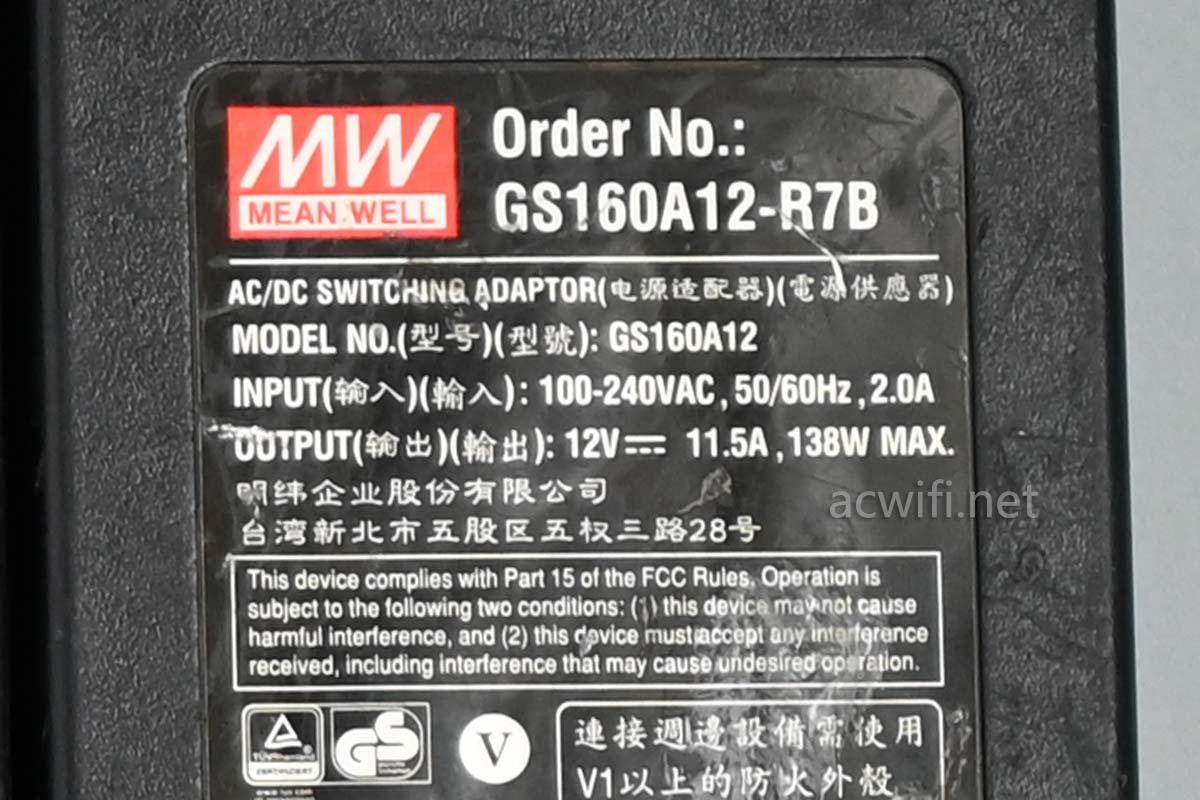 MW
MEAN WELL
Order No.:
GS160A12-R7B
AC/DC SWITCHING ADAPTOR(电源适配器)(電源供應器)
MODEL NO.(型号)(型號): GS160A12
INPUT(输入)(輸入): 100-240VAC, 50/60Hz, 2.0A
OUTPUT(输出)(輸出): 12V⎓ 11.5A, 138W MAX.
明纬企业股份有限公司
acwifi.net
台湾新北市五股区五权三路28号
This device complies with Part 15 of the FCC Rules. Operation is
subject to the following two conditions: (1) this device may not cause
harmful interference, and (2) this device must accept any interference
received, including interference that may cause undesired operation.
TÜVRheinland
CERTIFIED
GS
geprüfte Sicherheit
V
連接週邊設備需使用
V1以上的防火外殼